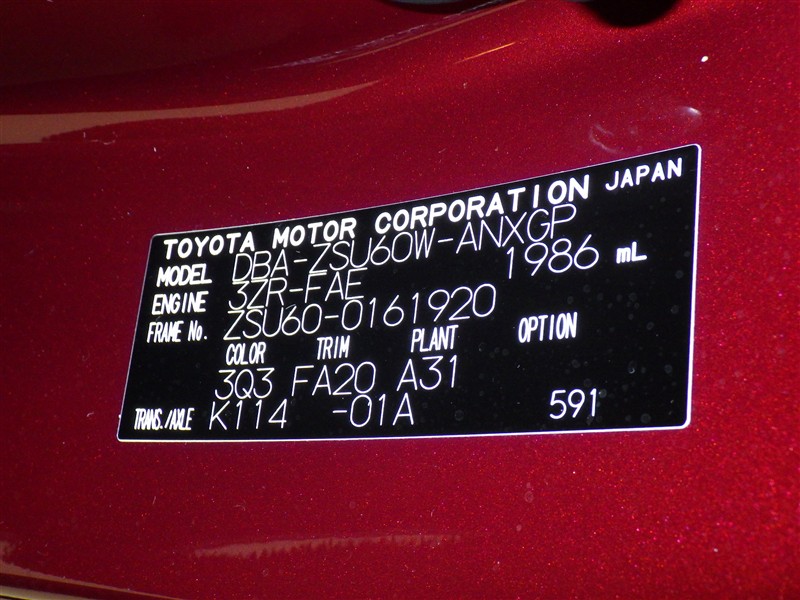 TOYOTA MOTOR CORPORATION JAPAN
MODEL DBA-ZSU60W-ANXGP
ENGINE 3ZR-FAE 1986 mL
FRAME No. ZSU60-0161920
COLOR TRIM PLANT OPTION
3Q3 FA20 A31
TRANS./AXLE K114 -01A 591